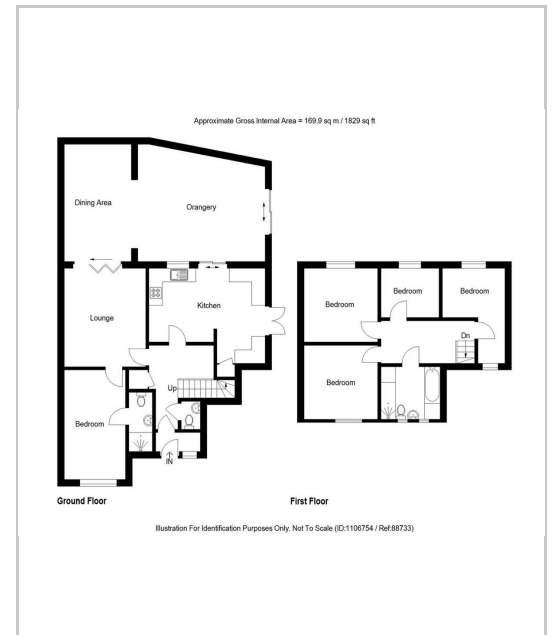 Approximate Gross Internal Area = 169.9 sq m / 1829 sq ft
Dining Area
Orangery
Lounge
Kitchen
Up
Bedroom
IN
Ground Floor
Bedroom
Bedroom
Bedroom
Dn
Bedroom
First Floor
Illustration For Identification Purposes Only. Not To Scale (ID:1106754 / Ref:88733)